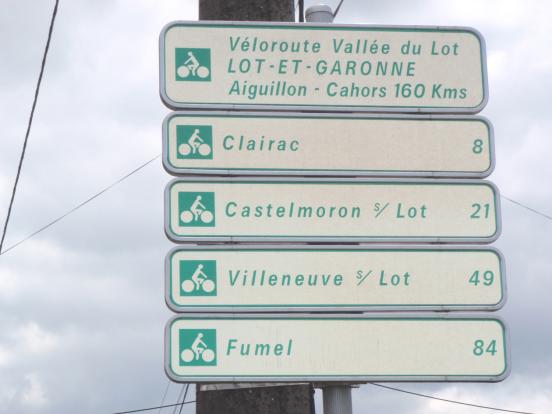 Véloroute Vallée du Lot
LOT-ET-GARONNE
Aiguillon - Cahors 160 Kms
Clairac 8
Castelmoron s/ Lot 21
Villeneuve s/ Lot 49
Fumel 84